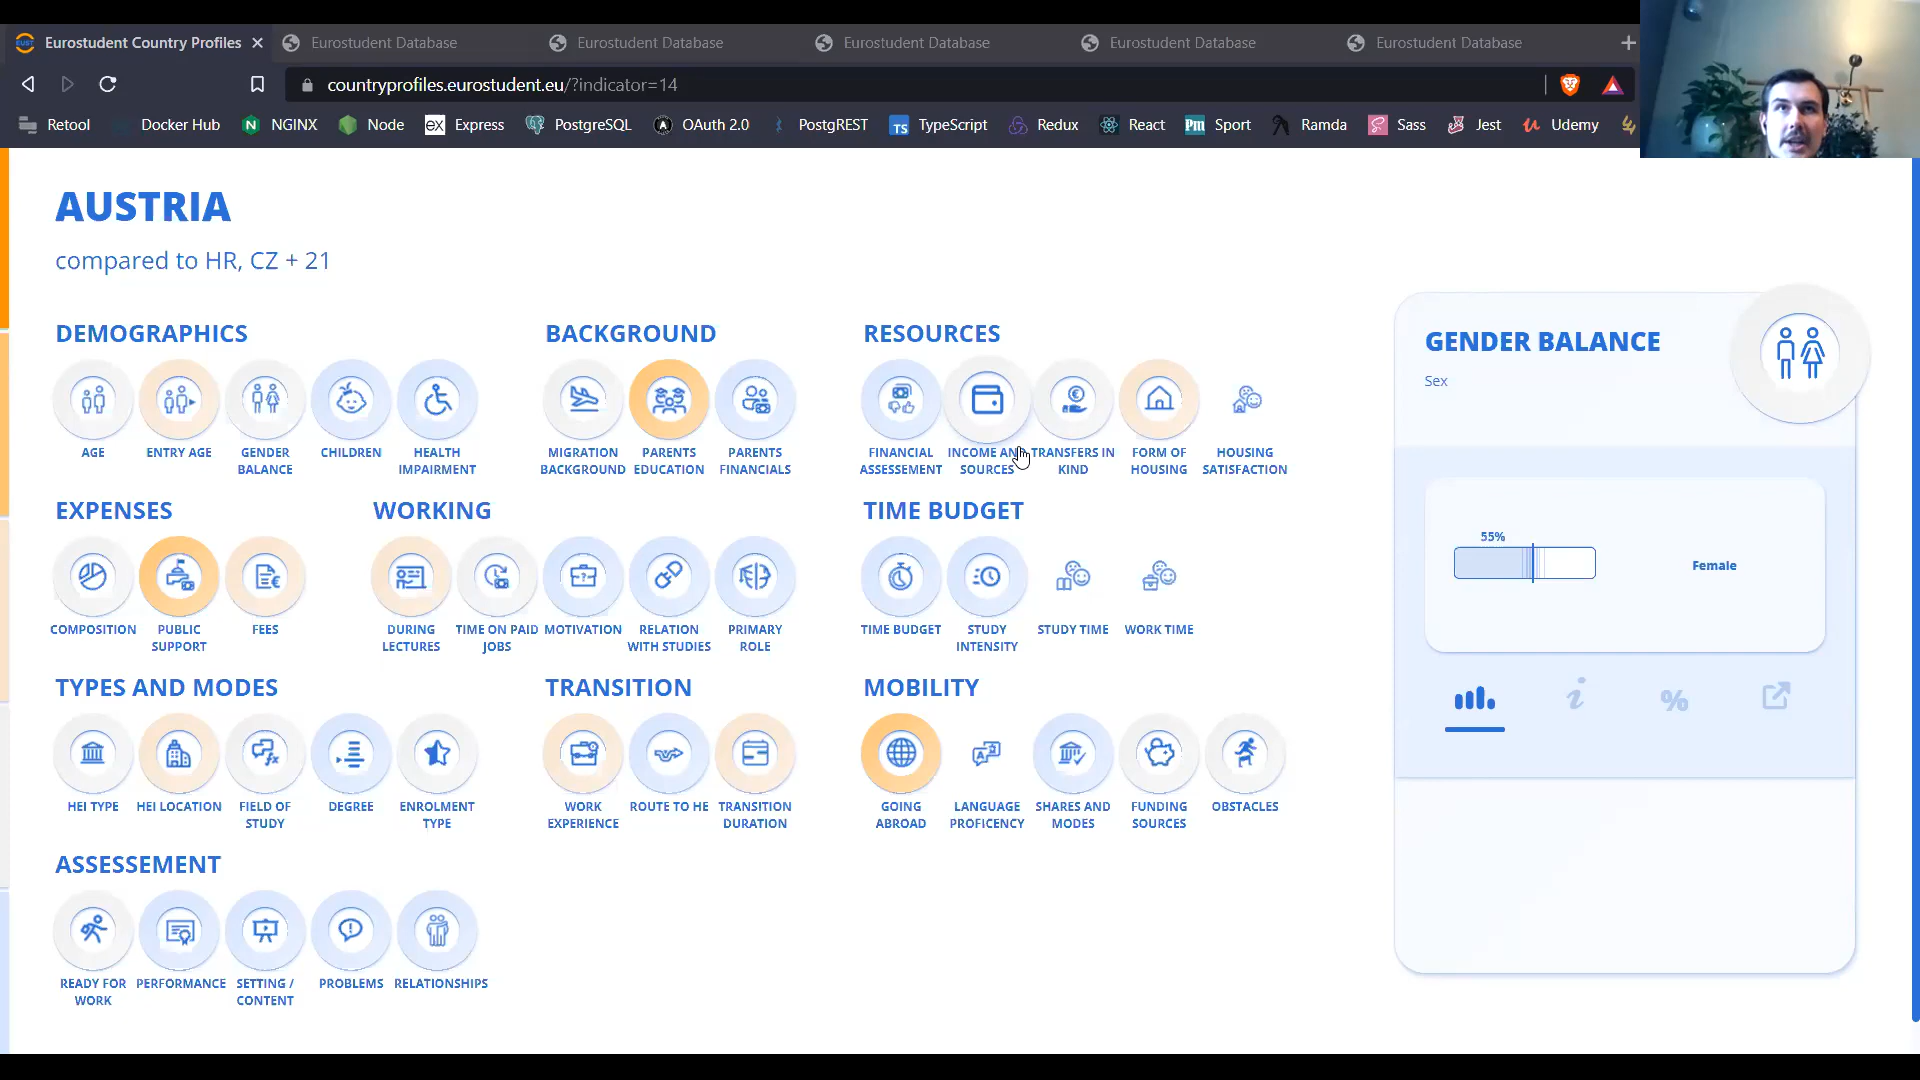 Eurostudent Country Profiles
Eurostudent Database
Eurostudent Database
Eurostudent Database
Eurostudent Database
Eurostudent Database
countryprofiles.eurostudent.eu/?indicator=14
Retool
Docker Hub
NGINX
Node
ex Express
PostgreSQL
OAuth 2.0
PostgREST
TS TypeScript
Redux
React
Pm Sport
Ramda
Sass
Jest
Udemy
AUSTRIA
compared to HR, CZ + 21
DEMOGRAPHICS
AGE
ENTRY AGE
GENDER
BALANCE
CHILDREN
HEALTH
IMPAIRMENT
BACKGROUND
MIGRATION
BACKGROUND
PARENTS
EDUCATION
PARENTS
FINANCIALS
RESOURCES
FINANCIAL
ASSESSEMENT
INCOME AND
SOURCES
TRANSFERS IN
KIND
FORM OF
HOUSING
HOUSING
SATISFACTION
EXPENSES
COMPOSITION
PUBLIC
SUPPORT
FEES
WORKING
DURING
LECTURES
TIME ON PAID
JOBS
MOTIVATION
RELATION
WITH STUDIES
PRIMARY
ROLE
TIME BUDGET
TIME BUDGET
STUDY
INTENSITY
STUDY TIME
WORK TIME
TYPES AND MODES
HEI TYPE
HEI LOCATION
FIELD OF
STUDY
DEGREE
ENROLMENT
TYPE
TRANSITION
WORK
EXPERIENCE
ROUTE TO HE
TRANSITION
DURATION
MOBILITY
GOING
ABROAD
LANGUAGE
PROFICENCY
SHARES AND
MODES
FUNDING
SOURCES
OBSTACLES
ASSESSEMENT
READY FOR
WORK
PERFORMANCE
SETTING /
CONTENT
PROBLEMS
RELATIONSHIPS
GENDER BALANCE
Sex
55%
Female
i
%